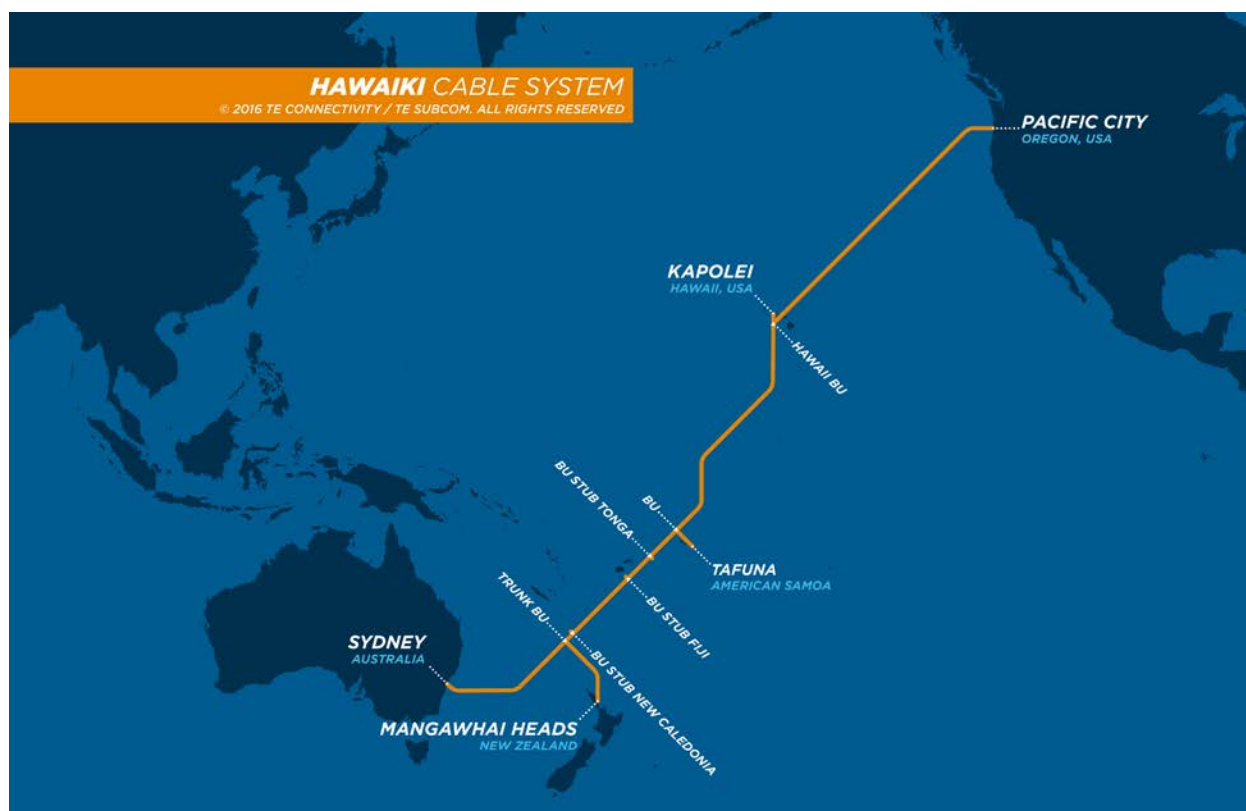 HAWAIKI CABLE SYSTEM
© 2016 TE CONNECTIVITY / TE SUBCOM. ALL RIGHTS RESERVED
PACIFIC CITY
OREGON, USA
KAPOLEI
HAWAII, USA
HAWAII BU
BU STUB TONGA
BU
TAFUNA
AMERICAN SAMOA
BU STUB FIJI
TRUNK BU
BU STUB NEW CALEDONIA
SYDNEY
AUSTRALIA
MANGAWHAI HEADS
NEW ZEALAND